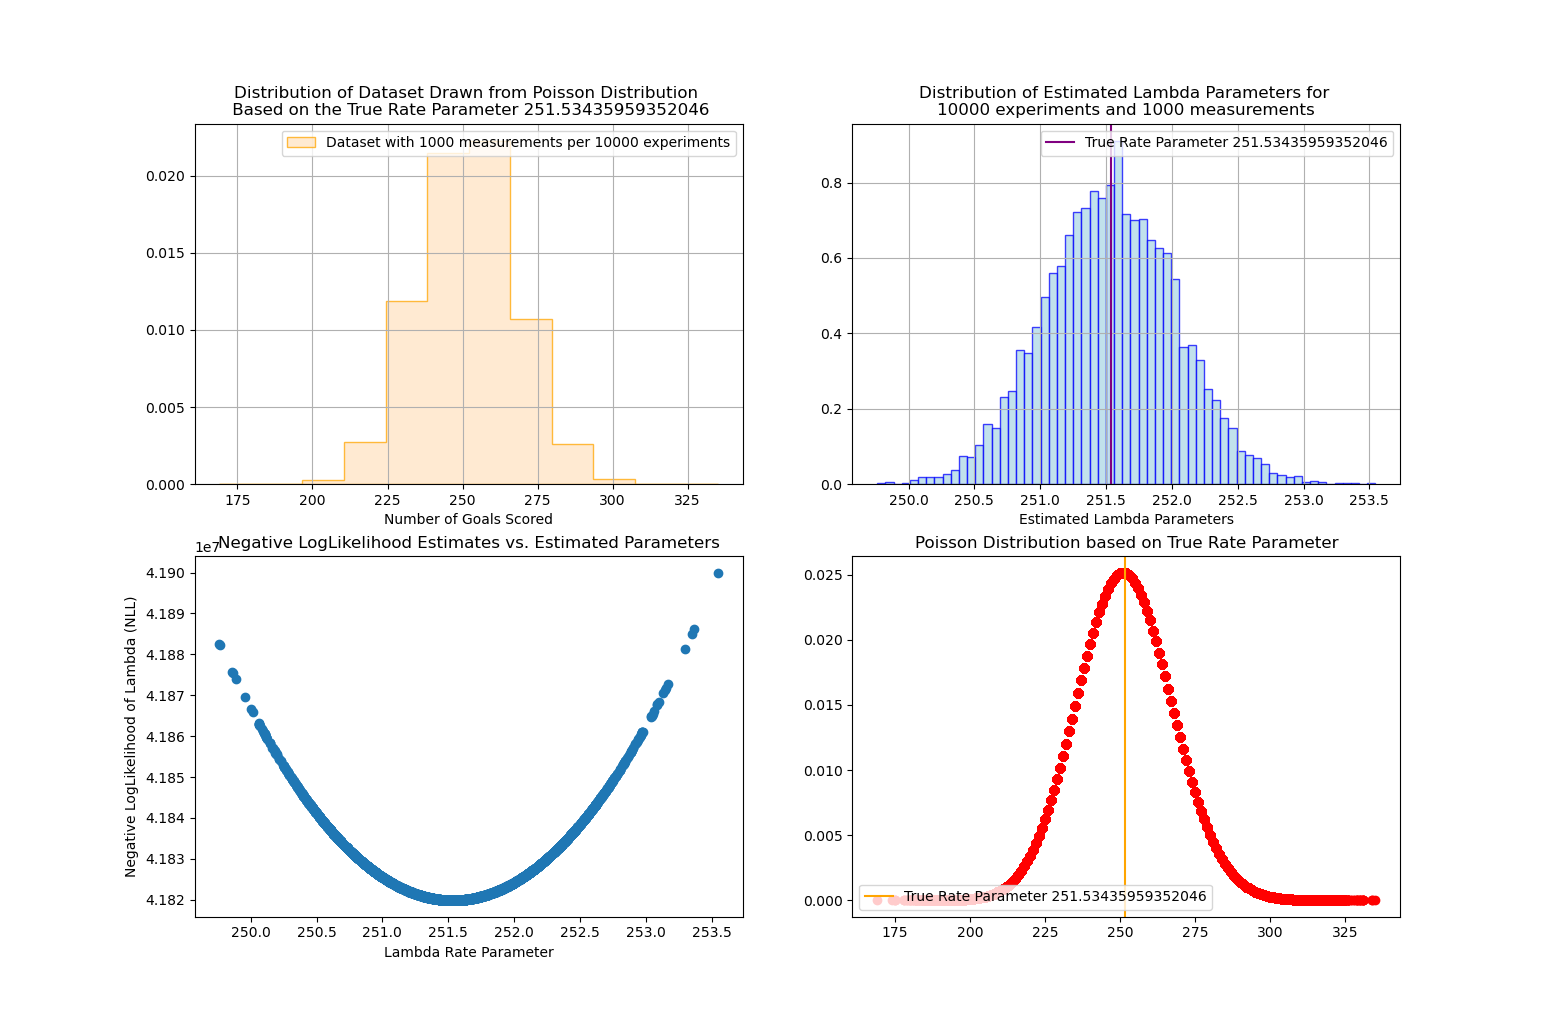 Distribution of Dataset Drawn from Poisson Distribution
Based on the True Rate Parameter 251.53435959352046
Dataset with 1000 measurements per 10000 experiments
0.020
0.015
0.010
0.005
0.000
175 200 225 250 275 300 325
Number of Goals Scored
Distribution of Estimated Lambda Parameters for
10000 experiments and 1000 measurements
True Rate Parameter 251.53435959352046
0.8
0.6
0.4
0.2
0.0
250.0 250.5 251.0 251.5 252.0 252.5 253.0 253.5
Estimated Lambda Parameters
1e7
Negative LogLikelihood Estimates vs. Estimated Parameters
Negative LogLikelihood of Lambda (NLL)
4.190
4.189
4.188
4.187
4.186
4.185
4.184
4.183
4.182
250.0 250.5 251.0 251.5 252.0 252.5 253.0 253.5
Lambda Rate Parameter
Poisson Distribution based on True Rate Parameter
0.025
0.020
0.015
0.010
0.005
0.000
True Rate Parameter 251.53435959352046
175 200 225 250 275 300 325